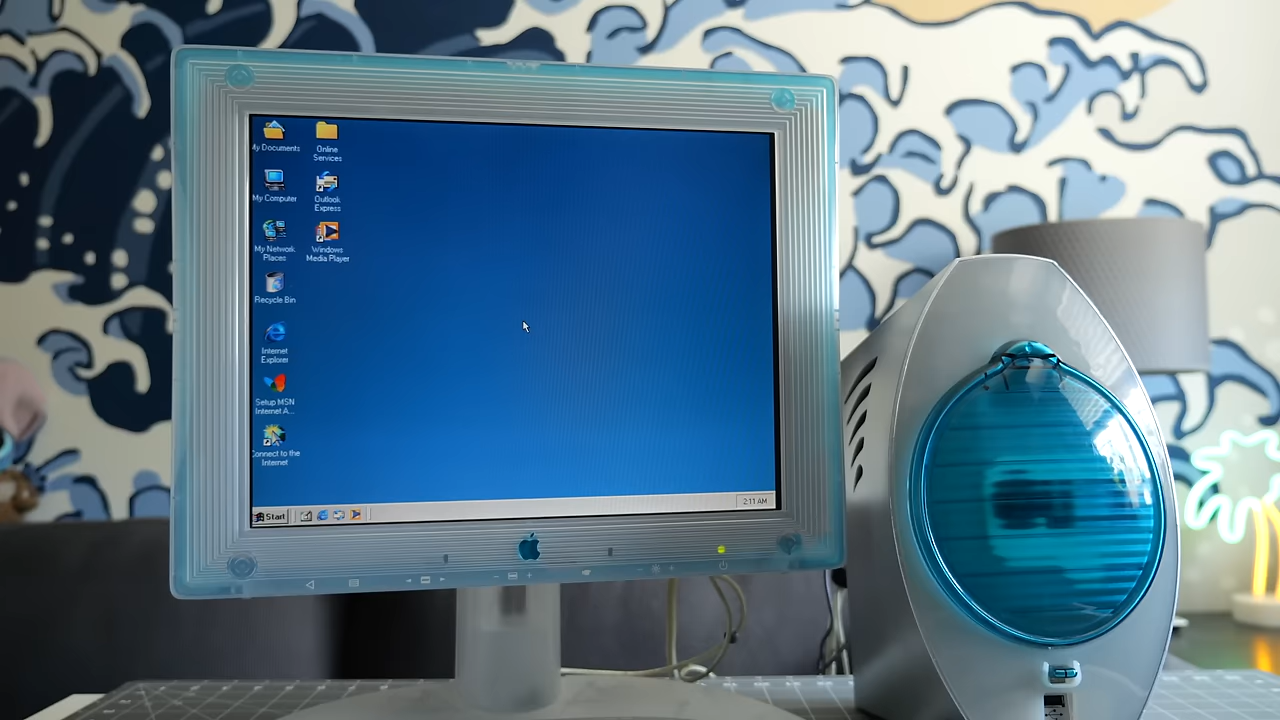 My Documents
Online
Services
My Computer
Outlook
Express
My Network
Places
Windows
Media Player
Recycle Bin
Internet
Explorer
Setup MSN
Internet A...
Connect to the
Internet
Start
2:11 AM